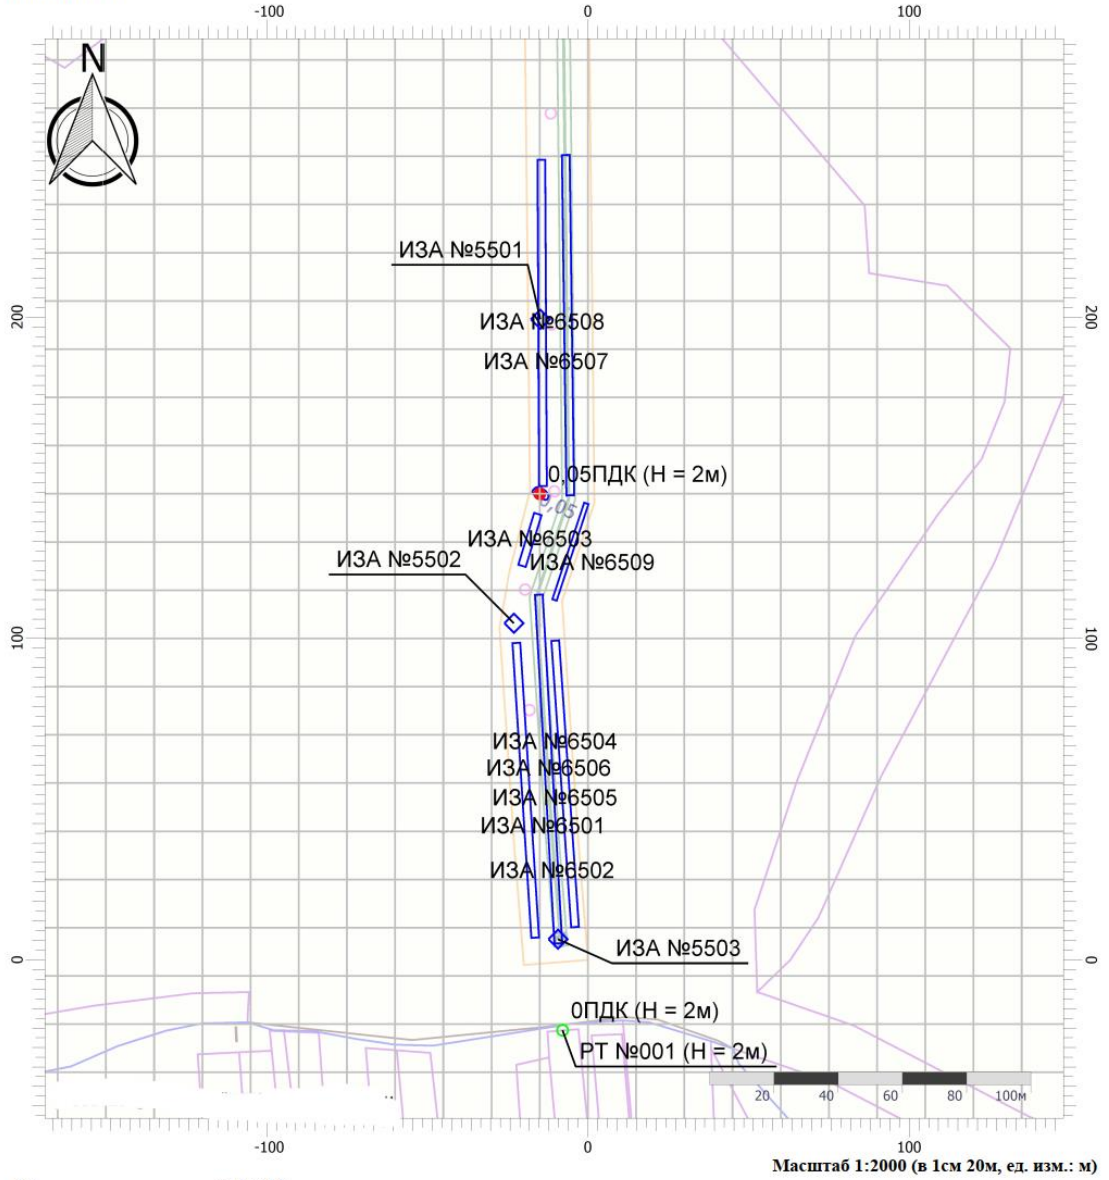 -100 0 100
N
ИЗА №5501
200 200
ИЗА №6508
ИЗА №6507
0,05ПДК (Н = 2м)
0,05
ИЗА №6503
ИЗА №5502
ИЗА №6509
100 100
ИЗА №6504
ИЗА №6506
ИЗА №6505
ИЗА №6501
ИЗА №6502
ИЗА №5503
0 0
0ПДК (Н = 2м)
РТ №001 (Н = 2м)
20 40 60 80 100м
-100 0 100
Масштаб 1:2000 (в 1см 20м, ед. изм.: м)